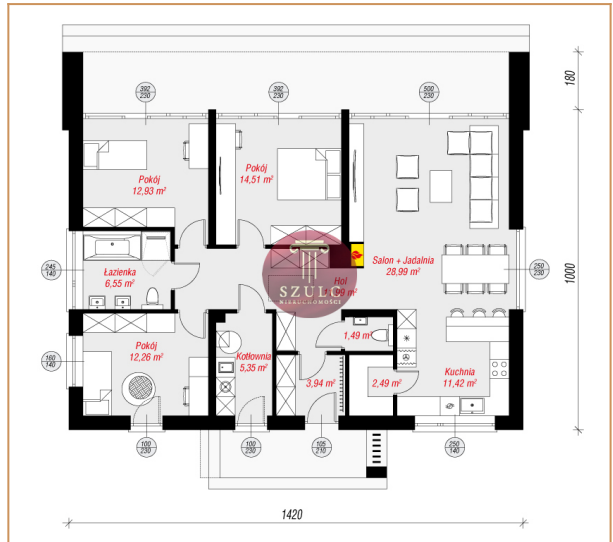 392
230
392
230
500
230
180
Pokój
12,93 m²
Pokój
14,51 m²
Łazienka
6,55 m²
245
140
Salon + Jadalnia
28,99 m²
Hol
SZULC
NIERUCHOMOŚCI
250
230
1000
Pokój
12,26 m²
160
140
Kotłownia
5,35 m²
1,49 m²
3,94 m²
2,49 m²
Kuchnia
11,42 m²
100
230
100
230
105
210
250
140
1420